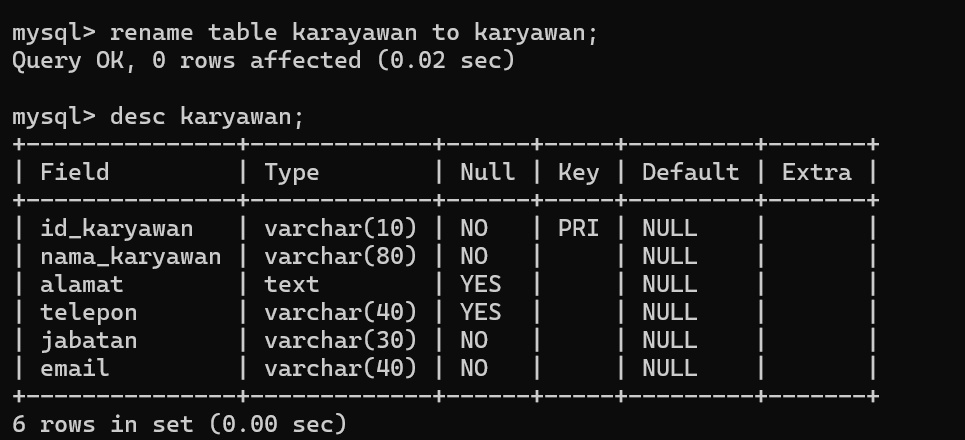 mysql> rename table karayawan to karyawan;
Query OK, 0 rows affected (0.02 sec)

mysql> desc karyawan;
+---------------+-------------+------+-----+---------+-------+
| Field         | Type        | Null | Key | Default | Extra |
+---------------+-------------+------+-----+---------+-------+
| id_karyawan   | varchar(10) | NO   | PRI | NULL    |       |
| nama_karyawan | varchar(80) | NO   |     | NULL    |       |
| alamat        | text        | YES  |     | NULL    |       |
| telepon       | varchar(40) | YES  |     | NULL    |       |
| jabatan       | varchar(30) | NO   |     | NULL    |       |
| email         | varchar(40) | NO   |     | NULL    |       |
+---------------+-------------+------+-----+---------+-------+
6 rows in set (0.00 sec)